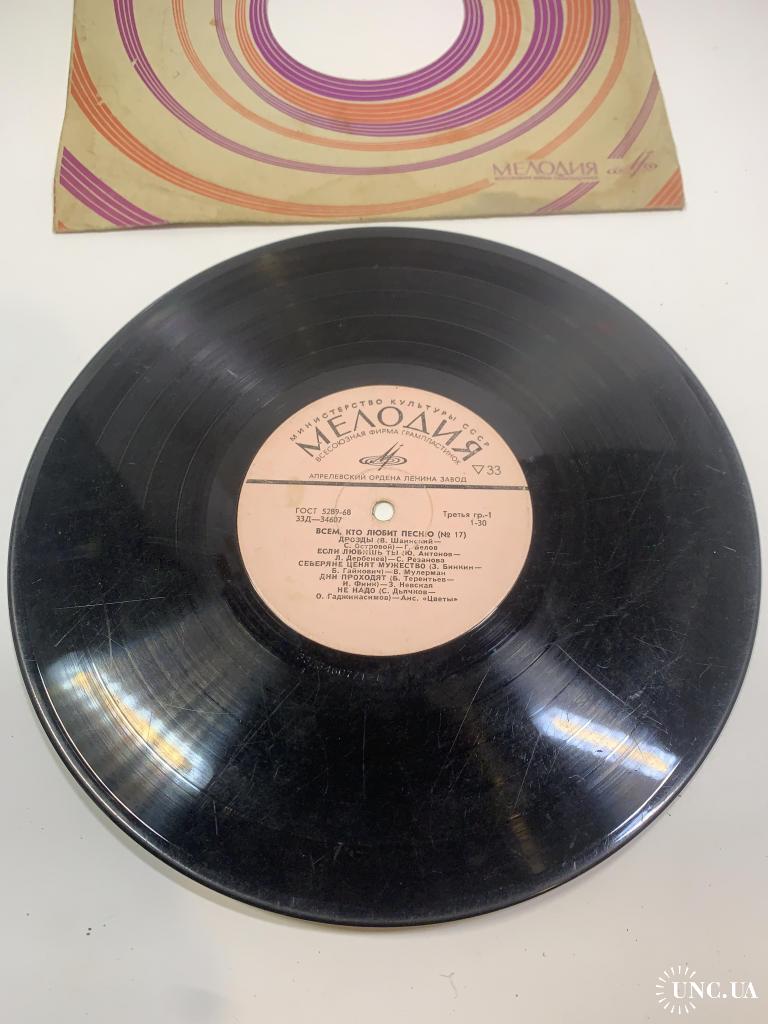 МЕЛОДИЯ
МИНИСТЕРСТВО КУЛЬТУРЫ СССР
МЕЛОДИЯ
ВСЕСОЮЗНАЯ ФИРМА ГРАМПЛАСТИНОК
▽33
АПРЕЛЕВСКИЙ ОРДЕНА ЛЕНИНА ЗАВОД
ГОСТ 5289-68 Третья гр.-1
33Д—34607 1-30
ВСЕМ, КТО ЛЮБИТ ПЕСНЮ (№ 17)
ДРОЗДЫ (В. Шаинский—
С. Островой)—Г. Белов
ЕСЛИ ЛЮБИШЬ ТЫ (Ю. Антонов—
Л. Дербенев)—С. Резанова
СЕВЕРЯНЕ ЦЕНЯТ МУЖЕСТВО (З. Бинкин—
Б. Гайкович)—В. Мулерман
ДНИ ПРОХОДЯТ (Б. Терентьев—
И. Финк)—З. Невская
НЕ НАДО (С. Дьячков—
О. Гаджикасимов)—Анс. «Цветы»
UNC.UA